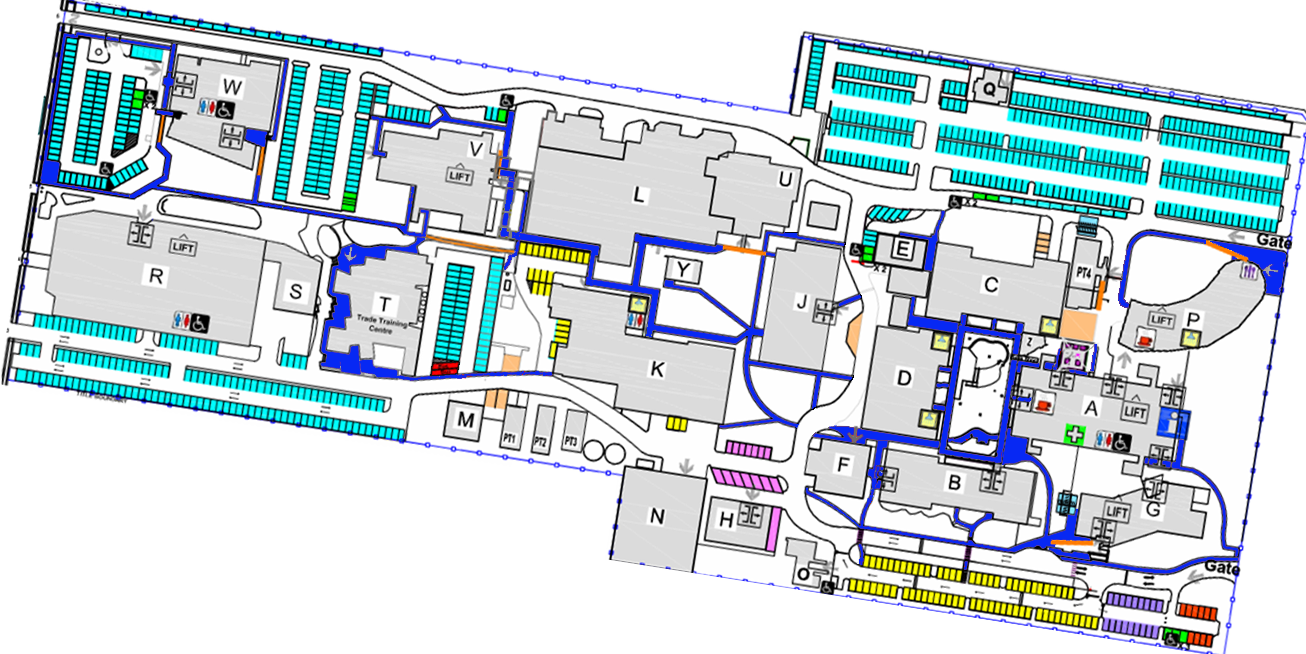 W
Q
V
LIFT
L
U
Gate
E
X 2
X 2
C
PT4
R
LIFT
S
T
Trade Training
Centre
Y
J
LIFT
P
K
D
A
LIFT
M
PT1
PT2
PT3
F
B
N
H
LIFT
G
O
Gate